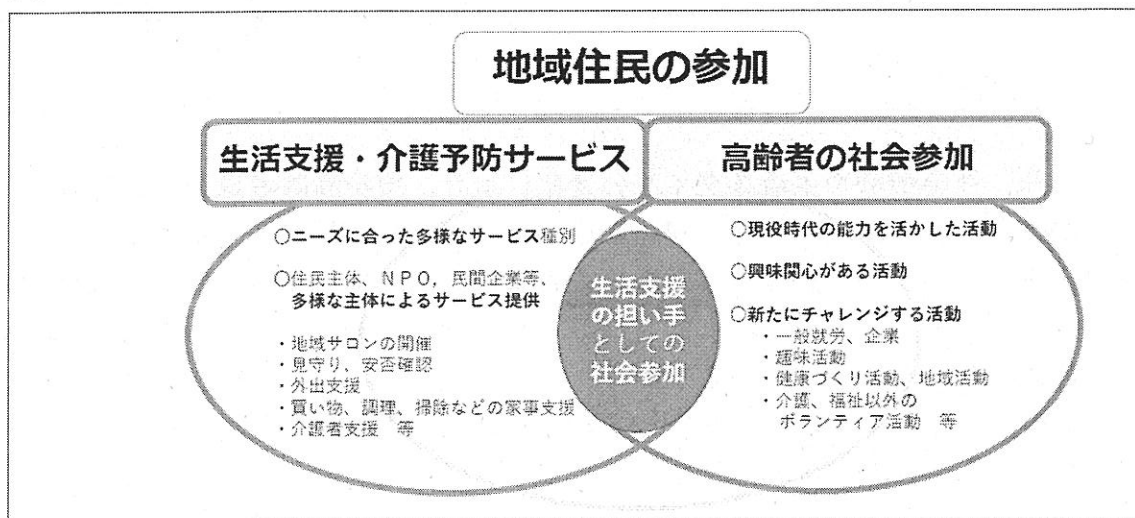 地域住民の参加
生活支援・介護予防サービス
○ニーズに合った多様なサービス種別
○住民主体、NPO,民間企業等、
多様な主体によるサービス提供
・地域サロンの開催
・見守り、安否確認
・外出支援
・買い物、調理、掃除などの家事支援
・介護者支援 等
生活支援
の担い手
としての
社会参加
高齢者の社会参加
○現役時代の能力を活かした活動
○興味関心がある活動
○新たにチャレンジする活動
・一般就労、企業
・趣味活動
・健康づくり活動、地域活動
・介護、福祉以外の
ボランティア活動 等